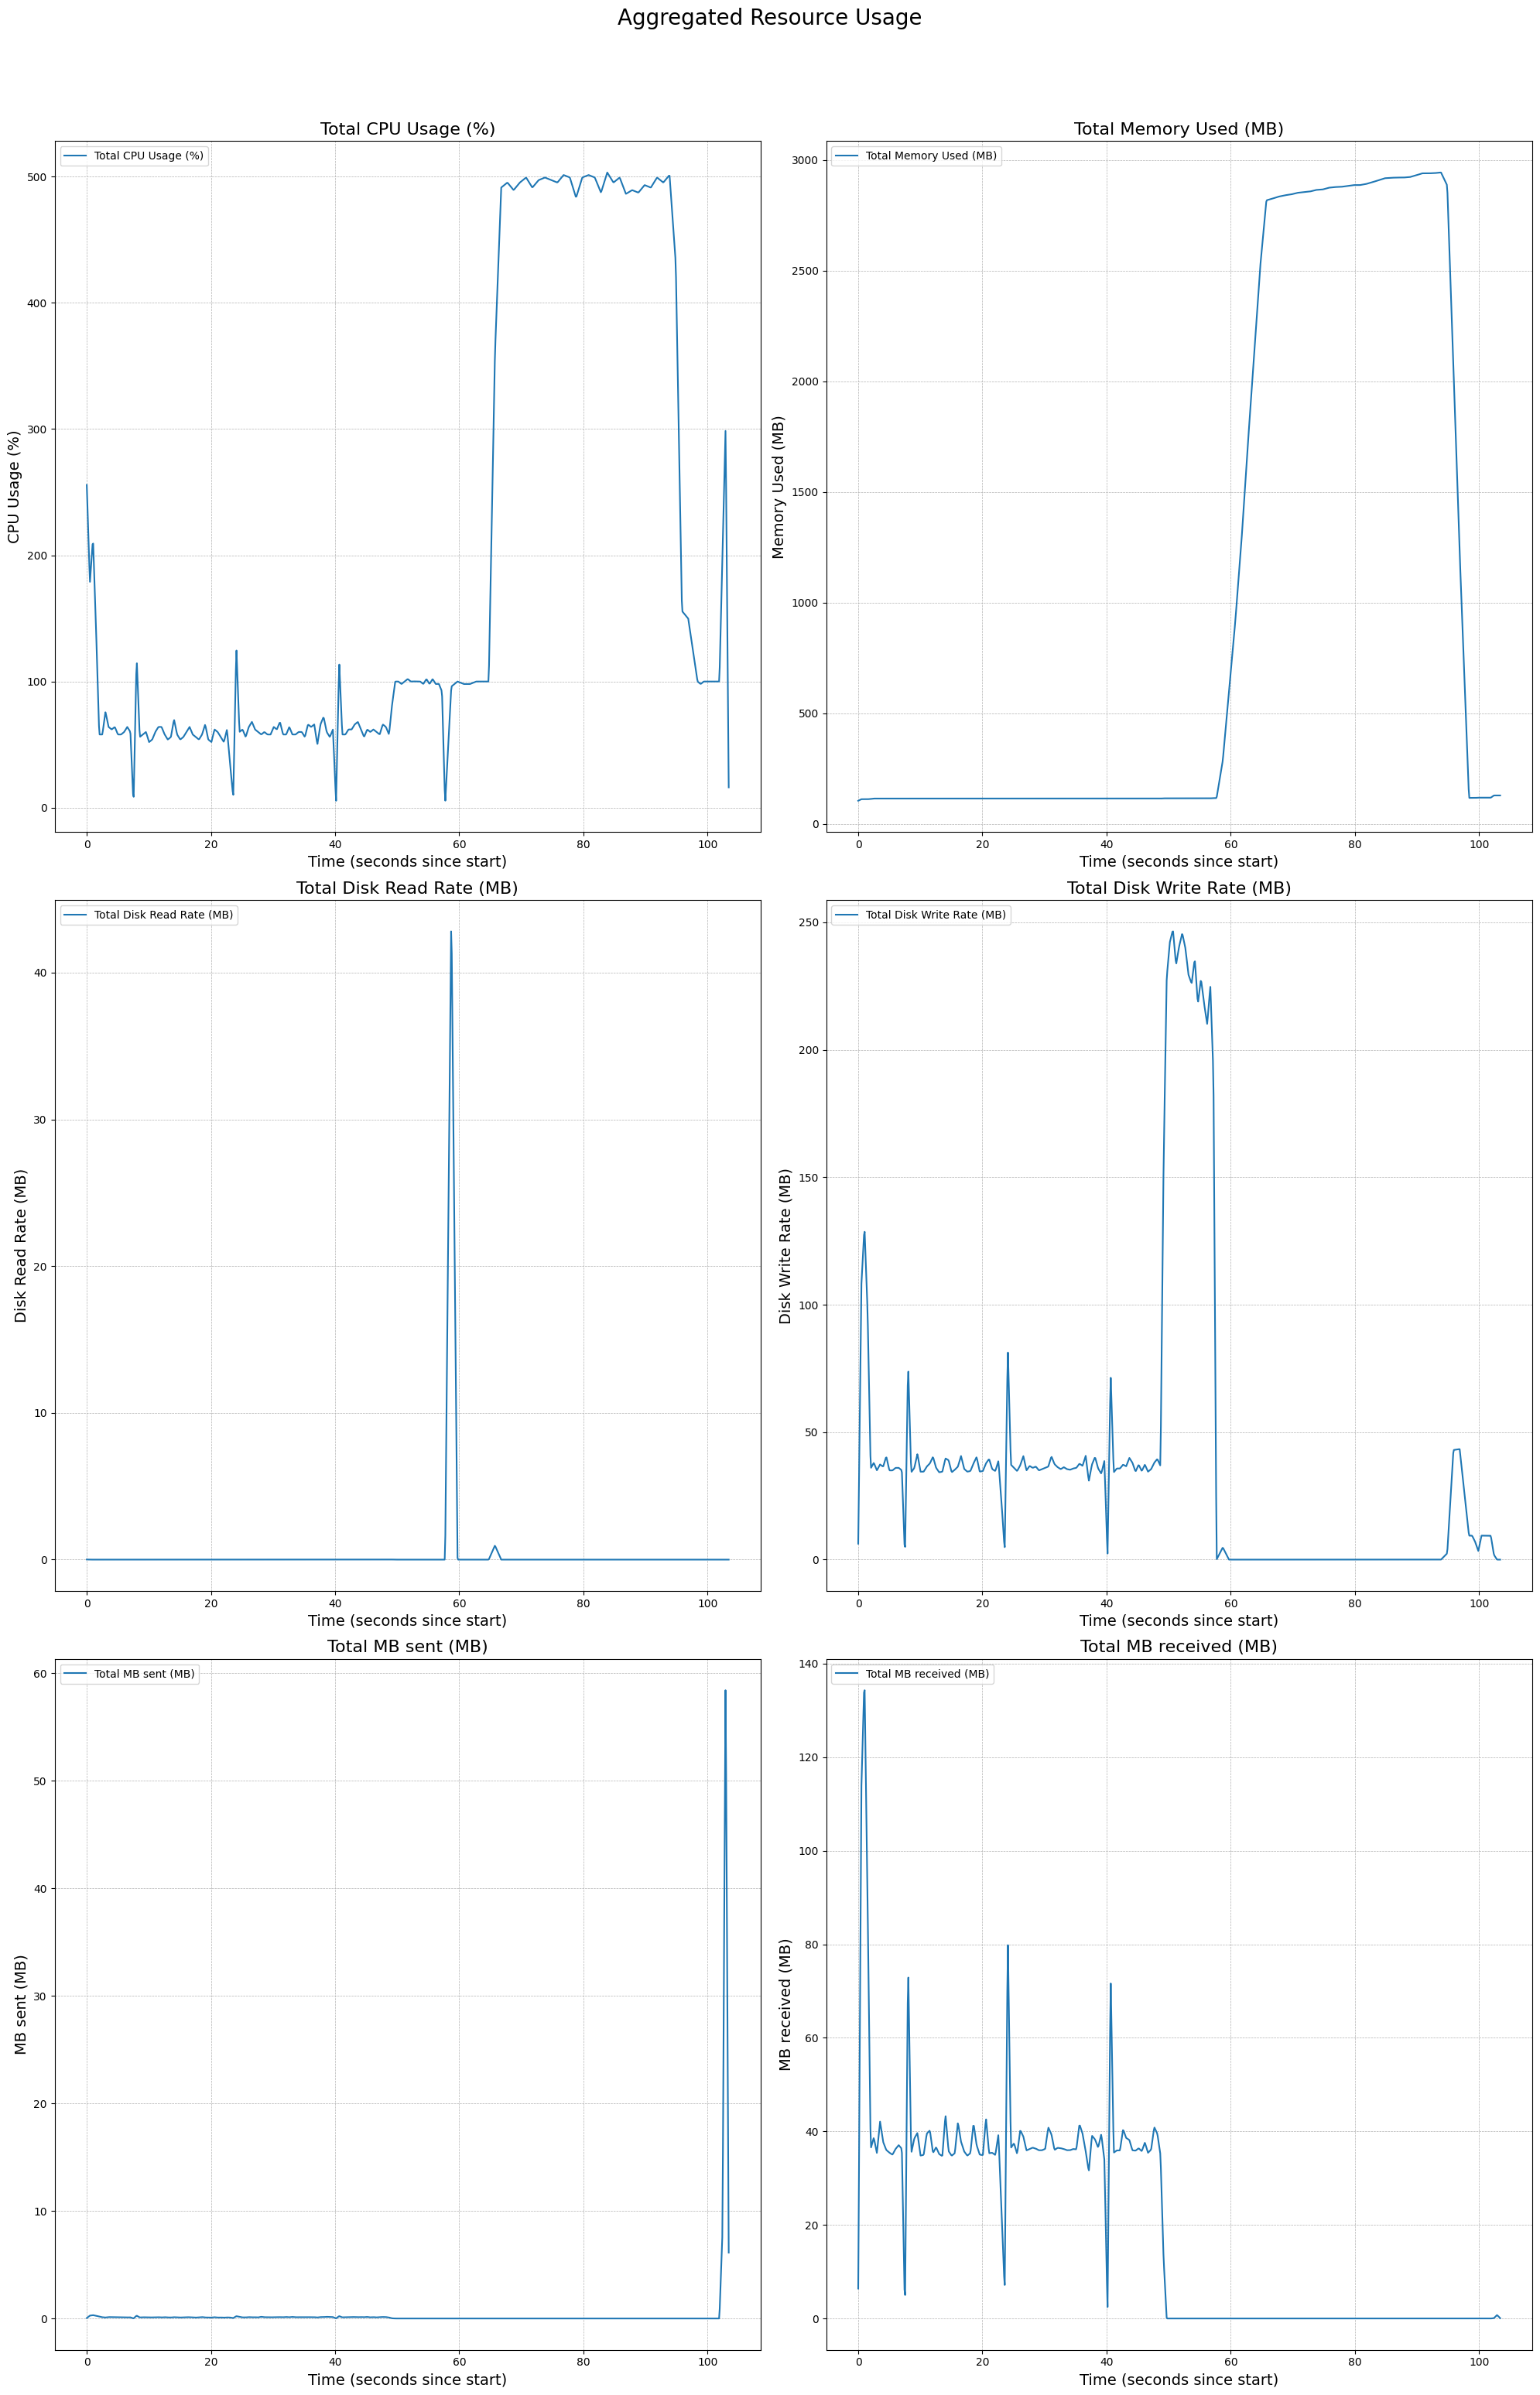 Aggregated Resource Usage
Total CPU Usage (%)
Total CPU Usage (%)
CPU Usage (%)
500
400
300
200
100
0
0 20 40 60 80 100
Time (seconds since start)
Total Memory Used (MB)
Total Memory Used (MB)
Memory Used (MB)
3000
2500
2000
1500
1000
500
0
0 20 40 60 80 100
Time (seconds since start)
Total Disk Read Rate (MB)
Total Disk Read Rate (MB)
Disk Read Rate (MB)
40
30
20
10
0
0 20 40 60 80 100
Time (seconds since start)
Total Disk Write Rate (MB)
Total Disk Write Rate (MB)
Disk Write Rate (MB)
250
200
150
100
50
0
0 20 40 60 80 100
Time (seconds since start)
Total MB sent (MB)
Total MB sent (MB)
MB sent (MB)
60
50
40
30
20
10
0
0 20 40 60 80 100
Time (seconds since start)
Total MB received (MB)
Total MB received (MB)
MB received (MB)
140
120
100
80
60
40
20
0
0 20 40 60 80 100
Time (seconds since start)